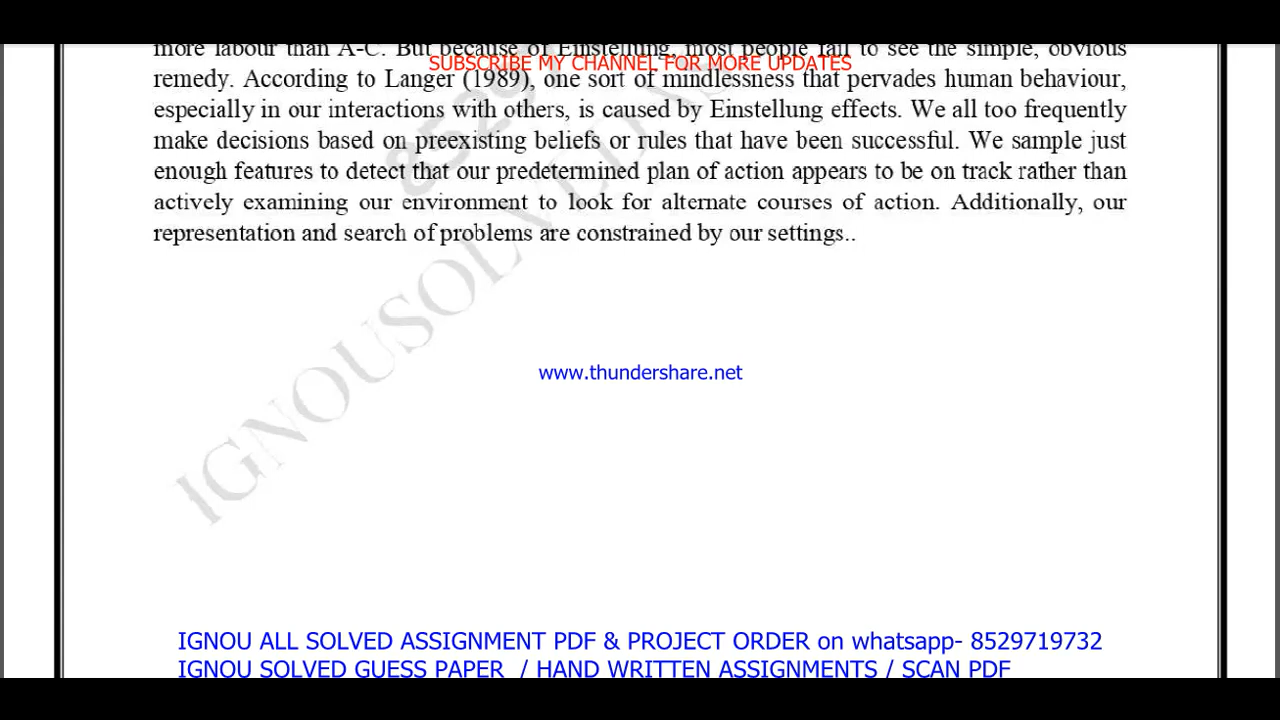 more labour than A-C. But because of Einstellung, most people fail to see the simple, obvious
SUBSCRIBE MY CHANNEL FOR MORE UPDATES
remedy. According to Langer (1989), one sort of mindlessness that pervades human behaviour,
especially in our interactions with others, is caused by Einstellung effects. We all too frequently
make decisions based on preexisting beliefs or rules that have been successful. We sample just
enough features to detect that our predetermined plan of action appears to be on track rather than
actively examining our environment to look for alternate courses of action. Additionally, our
representation and search of problems are constrained by our settings..
www.thundershare.net
IGNOU ALL SOLVED ASSIGNMENT PDF & PROJECT ORDER on whatsapp- 8529719732
IGNOU SOLVED GUESS PAPER / HAND WRITTEN ASSIGNMENTS / SCAN PDF